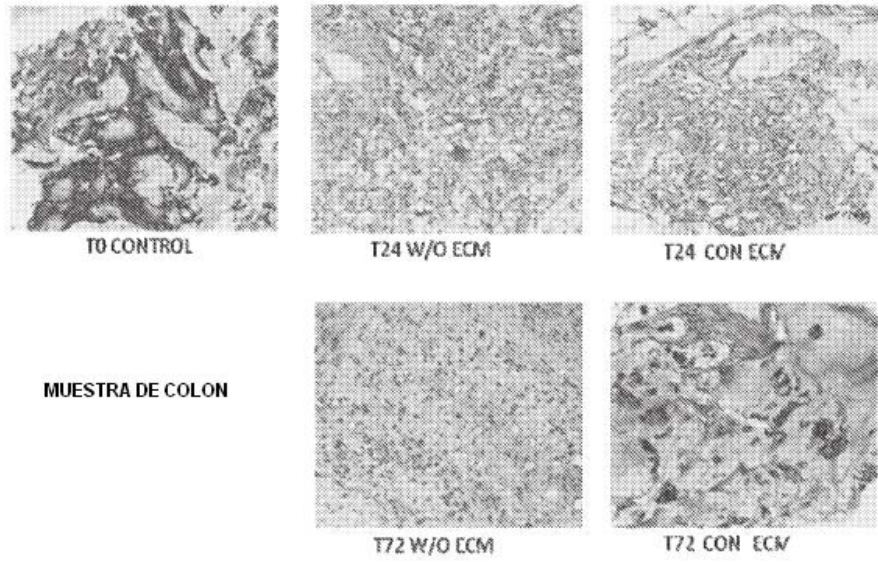 T0 CONTROL
T24 W/O ECM
T24 CON ECM
MUESTRA DE COLON
T72 W/O ECM
T72 CON ECM